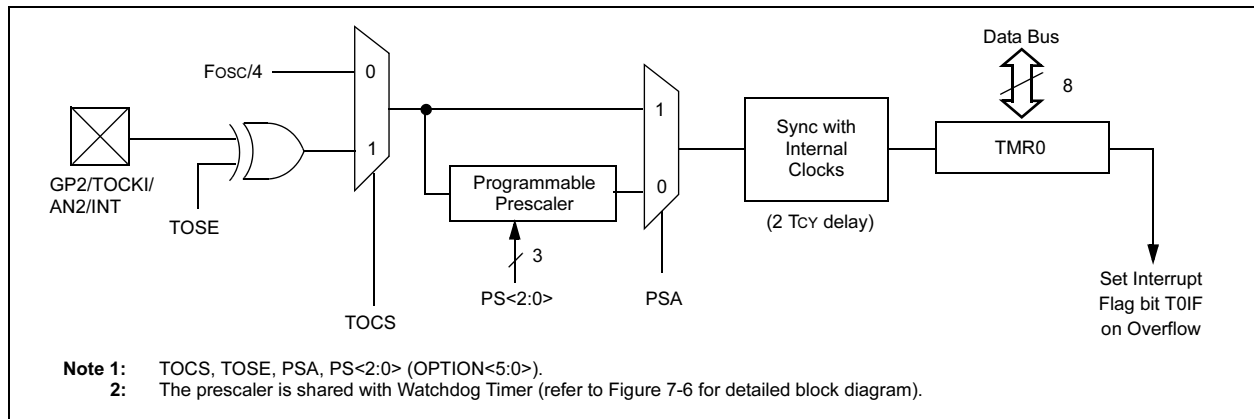 Data Bus
8
FOSC/4
0
1
GP2/TOCKI/
AN2/INT
TOSE
TOCS
Programmable
Prescaler
3
PS<2:0>
1
0
PSA
Sync with
Internal
Clocks
(2 TCY delay)
TMR0
Set Interrupt
Flag bit T0IF
on Overflow
Note 1: TOCS, TOSE, PSA, PS<2:0> (OPTION<5:0>).
2: The prescaler is shared with Watchdog Timer (refer to Figure 7-6 for detailed block diagram).